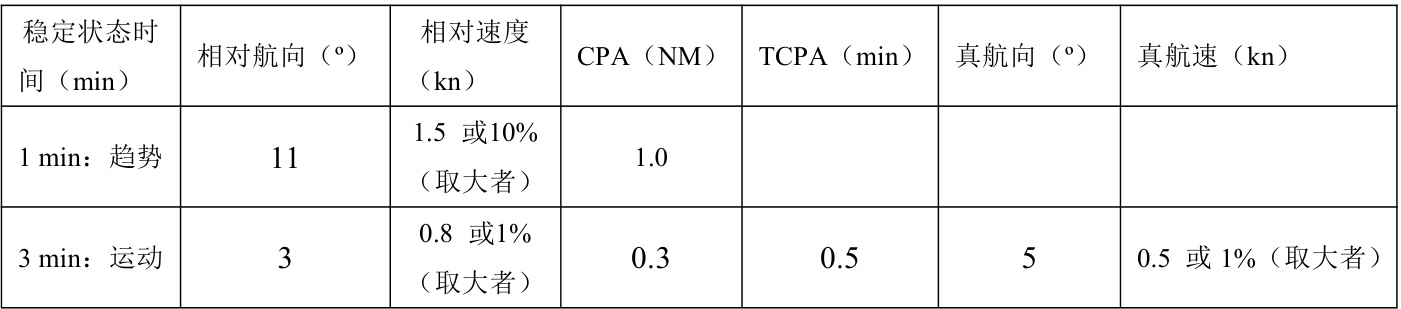 稳定状态时
间（min）
相对航向（º）
相对速度
（kn）
CPA（NM）
TCPA（min）
真航向（º）
真航速（kn）
1 min：趋势
11
1.5 或10%
（取大者）
1.0
3 min：运动
3
0.8 或1%
（取大者）
0.3
0.5
5
0.5 或 1%（取大者）